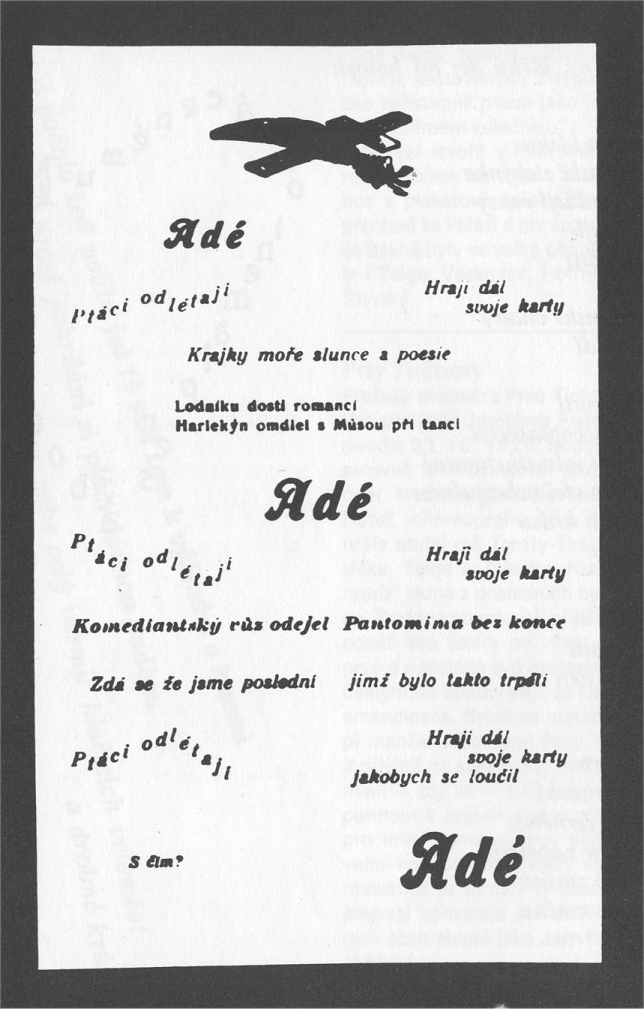 Adé
Ptáci odlétají
Hrají dál
svoje karty
Krajky moře slunce a poesie
Lodníku dosti romancí
Harlekýn omdlel s Můsou při tanci
Adé
Ptáci odlétají
Hrají dál
svoje karty
Komediantský růz odejel Pantomima bez konce
Zdá se že jsme poslední jimž bylo takto trpěti
Ptáci odlétají
Hrají dál
svoje karty
jakobych se loučil
S čím?
Adé